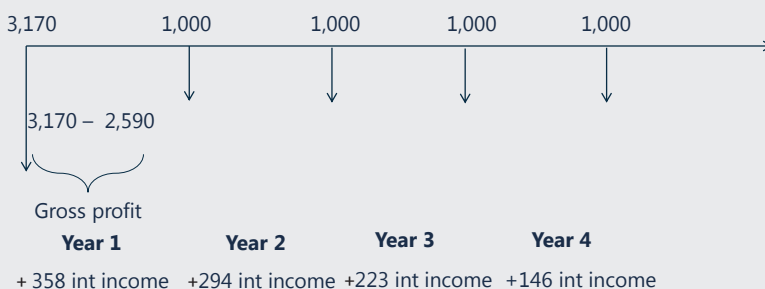 3,170 1,000 1,000 1,000 1,000
3,170 – 2,590
Gross profit
Year 1 Year 2 Year 3 Year 4
+ 358 int income +294 int income +223 int income +146 int income